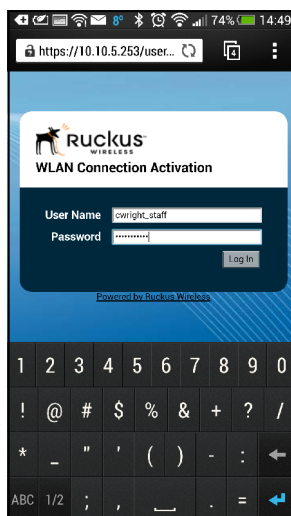 8° 74% 14:49
https://10.10.5.253/user... 4
Ruckus
WIRELESS
WLAN Connection Activation
User Name cwright_staff
Password ············
Log In
Powered by Ruckus Wireless
1 2 3 4 5 6 7 8 9 0
! @ # $ % & + ? /
* _ " ' ( ) - :
ABC 1/2 ; , . =